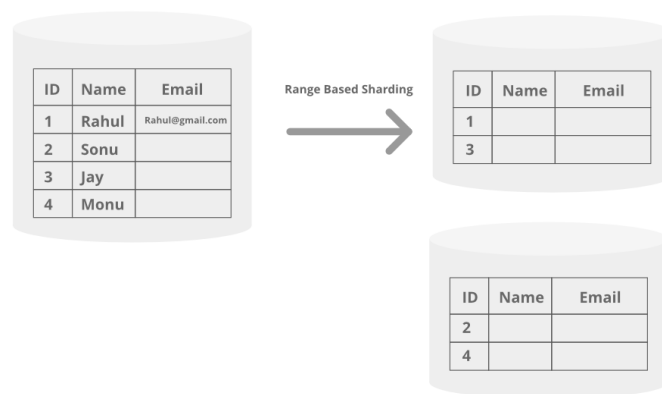 ID Name Email
1 Rahul Rahul@gmail.com
2 Sonu
3 Jay
4 Monu
Range Based Sharding
ID Name Email
1
3
ID Name Email
2
4